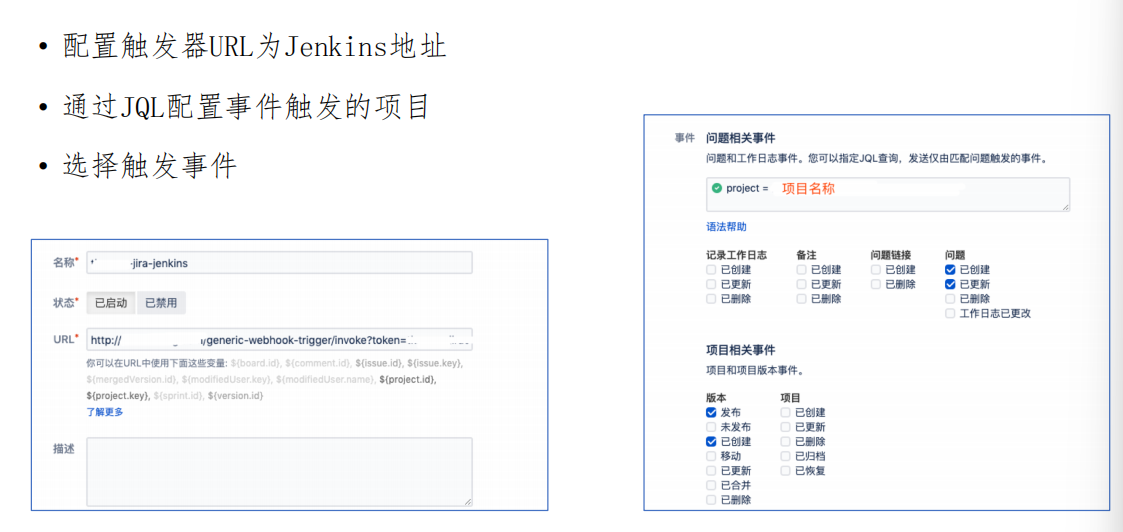 • 配置触发器URL为Jenkins地址
• 通过JQL配置事件触发的项目
• 选择触发事件
名称*
-jira-jenkins
状态*
已启动 已禁用
URL*
http:// /generic-webhook-trigger/invoke?token=
你可以在URL中使用下面这些变量: ${board.id}, ${comment.id}, ${issue.id}, ${issue.key},
${mergedVersion.id}, ${modifiedUser.key}, ${modifiedUser.name}, ${project.id},
${project.key}, ${sprint.id}, ${version.id}
了解更多
描述
事件 问题相关事件
问题和工作日志事件。您可以指定JQL查询，发送仅由匹配问题触发的事件。
project = 项目名称
语法帮助
记录工作日志 备注 问题链接 问题
已创建 已创建 已创建 已创建
已更新 已更新 已删除 已更新
已删除 已删除 已删除
工作日志已更改
项目相关事件
项目和项目版本事件。
版本 项目
发布 已创建
未发布 已更新
已创建 已删除
移动 已归档
已更新 已恢复
已合并
已删除